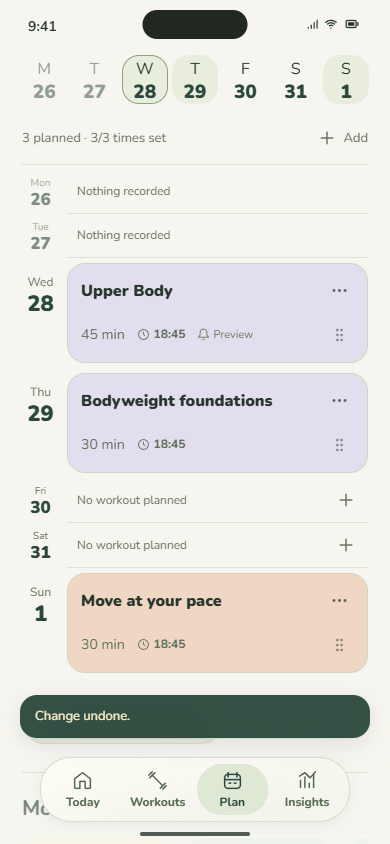 9:41
M T W T F S S
26 27 28 29 30 31 1
3 planned · 3/3 times set + Add
Mon
26 Nothing recorded
Tue
27 Nothing recorded
Wed
28
Upper Body
45 min 18:45 Preview
Thu
29
Bodyweight foundations
30 min 18:45
Fri
30 No workout planned
Sat
31 No workout planned
Sun
1
Move at your pace
30 min 18:45
Change undone.
Today Workouts Plan Insights